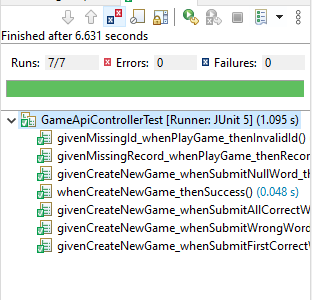 Finished after 6.631 seconds
Runs: 7/7 Errors: 0 Failures: 0
GameApiControllerTest [Runner: JUnit 5] (1.095 s)
givenMissingId_whenPlayGame_thenInvalidId()
givenMissingRecord_whenPlayGame_thenRecor
givenCreateNewGame_whenSubmitNullWord_th
whenCreateNewGame_thenSuccess() (0.048 s)
givenCreateNewGame_whenSubmitAllCorrectW
givenCreateNewGame_whenSubmitWrongWord
givenCreateNewGame_whenSubmitFirstCorrectV